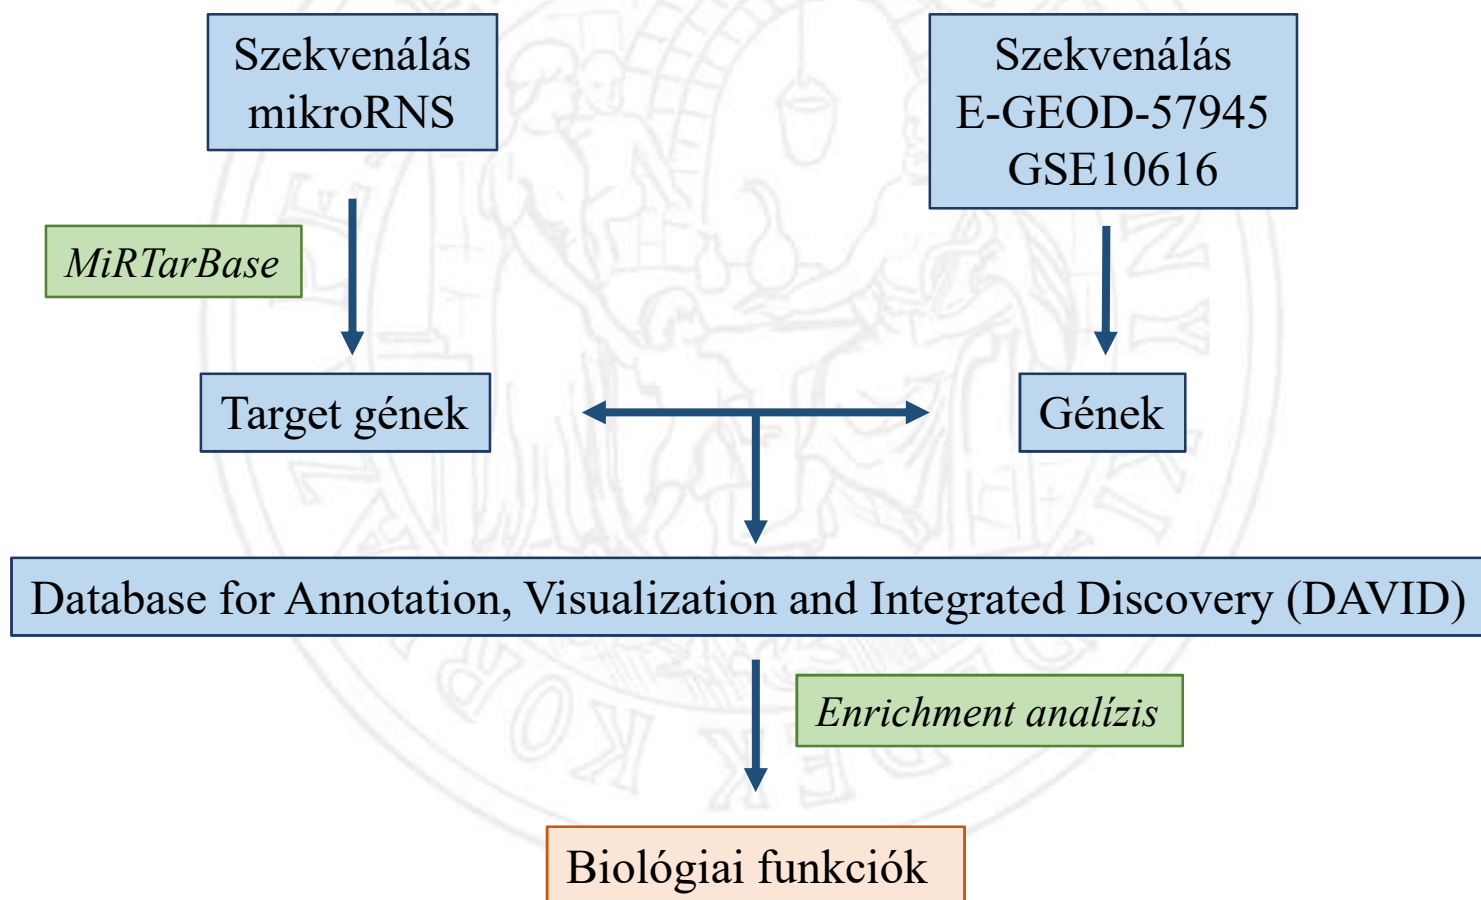 Szekvenálás
mikroRNS
Szekvenálás
E-GEOD-57945
GSE10616
MiRTarBase
Target gének
Gének
Database for Annotation, Visualization and Integrated Discovery (DAVID)
Enrichment analízis
Biológiai funkciók